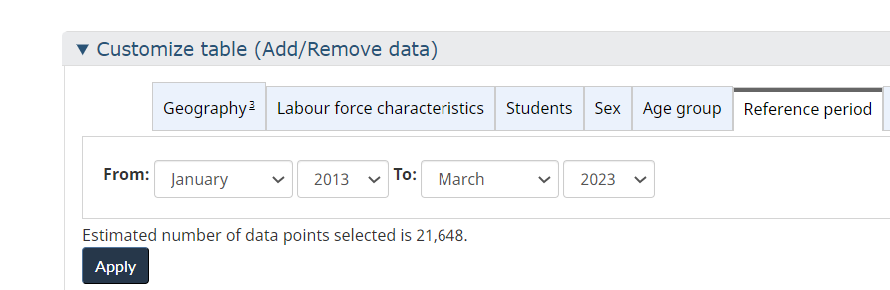 ▼ Customize table (Add/Remove data)
Geography 3 Labour force characteristics Students Sex Age group Reference period
From: January 2013 To: March 2023
Estimated number of data points selected is 21,648.
Apply